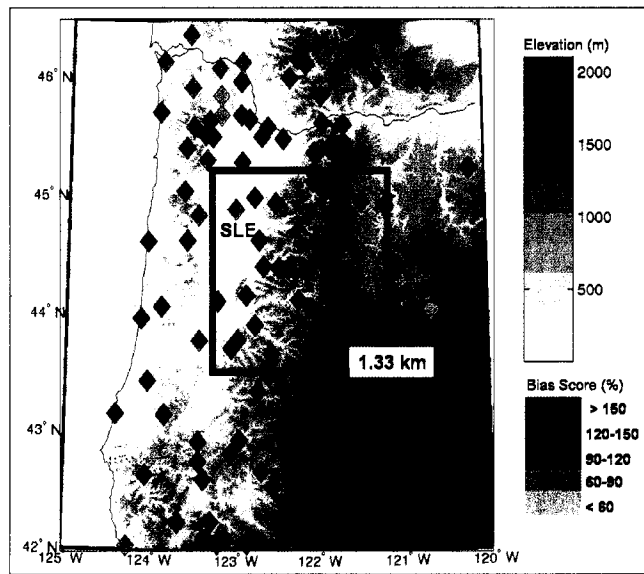 Elevation (m)
2000
1500
1000
500
46° N
45° N
44° N
43° N
42° N
SLE
1.33 km
Bias Score (%)
> 150
120-150
90-120
60-90
< 60
125° W
124° W
123° W
122° W
121° W
120° W